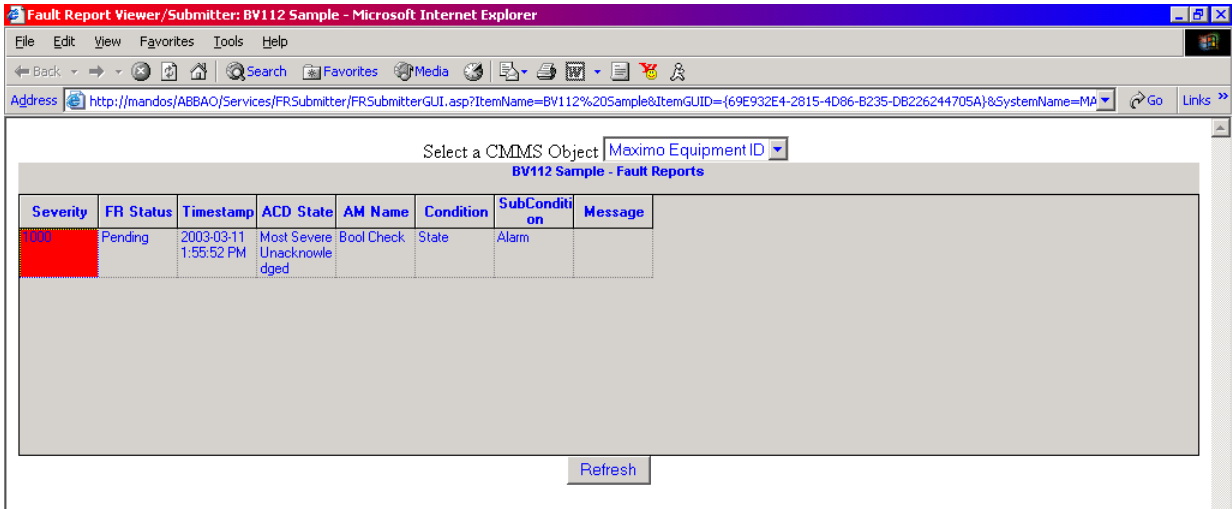 Fault Report Viewer/Submitter: BV112 Sample - Microsoft Internet Explorer
File Edit View Favorites Tools Help
Back Search Favorites Media
Address http://mandos/ABBAO/Services/FRSubmitter/FRSubmitterGUI.asp?ItemName=BV112%20Sample&ItemGUID={69E932E4-2815-4D86-B235-DB226244705A}&SystemName=MA Go Links »
Select a CMMS Object Maximo Equipment ID
BV112 Sample - Fault Reports
Severity FR Status Timestamp ACD State AM Name Condition SubConditi
on Message
1000 Pending 2003-03-11 Most Severe Bool Check State Alarm
1:55:52 PM Unacknowle
dged
Refresh